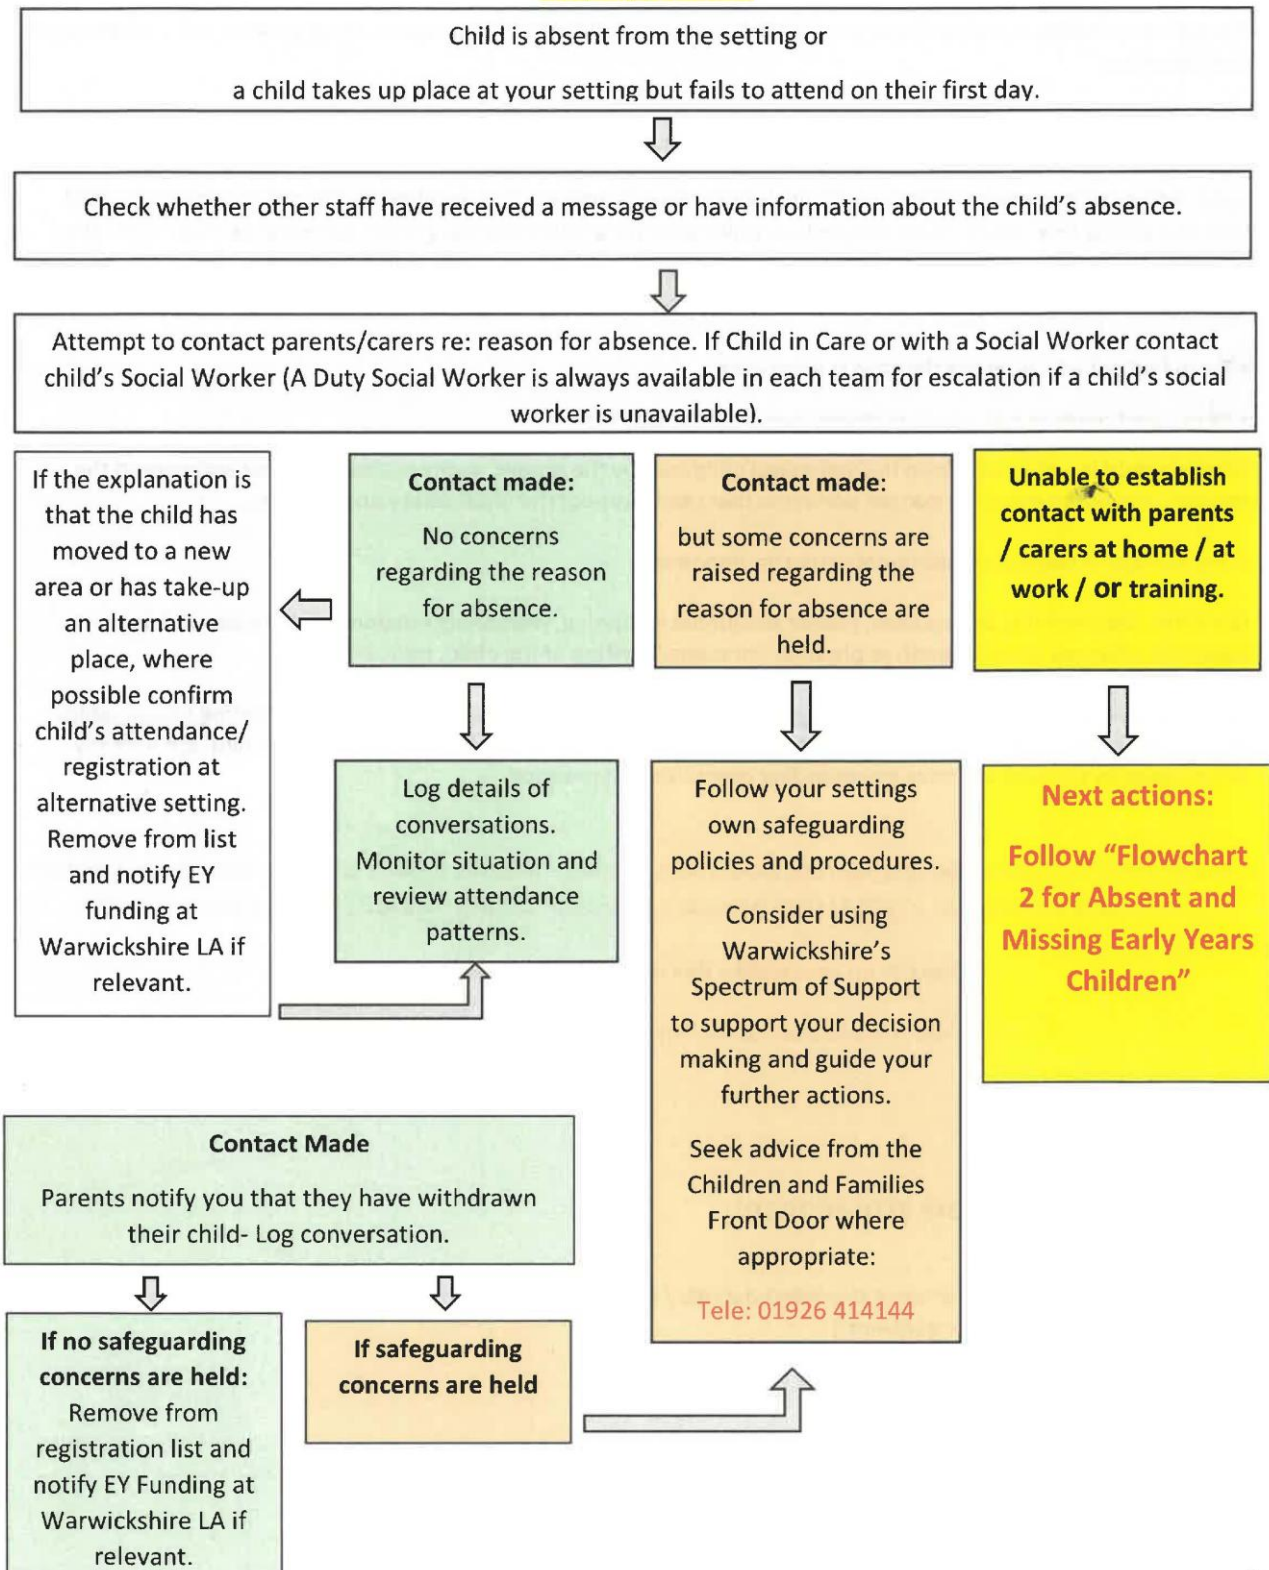 Child is absent from the setting or
a child takes up place at your setting but fails to attend on their first day.
Check whether other staff have received a message or have information about the child's absence.
Attempt to contact parents/carers re: reason for absence. If Child in Care or with a Social Worker contact
child's Social Worker (A Duty Social Worker is always available in each team for escalation if a child's social
worker is unavailable).
If the explanation is
that the child has
moved to a new
area or has take-up
an alternative
place, where
possible confirm
child's attendance/
registration at
alternative setting.
Remove from list
and notify EY
funding at
Warwickshire LA if
relevant.
Contact made:
No concerns
regarding the reason
for absence.
Log details of
conversations.
Monitor situation and
review attendance
patterns.
Contact made:
but some concerns are
raised regarding the
reason for absence are
held.
Follow your settings
own safeguarding
policies and procedures.
Consider using
Warwickshire's
Spectrum of Support
to support your decision
making and guide your
further actions.
Seek advice from the
Children and Families
Front Door where
appropriate:
Tele: 01926 414144
Unable to establish
contact with parents
/ carers at home / at
work / or training.
Next actions:
Follow "Flowchart
2 for Absent and
Missing Early Years
Children"
Contact Made
Parents notify you that they have withdrawn
their child- Log conversation.
If no safeguarding
concerns are held:
Remove from
registration list and
notify EY Funding at
Warwickshire LA if
relevant.
If safeguarding
concerns are held